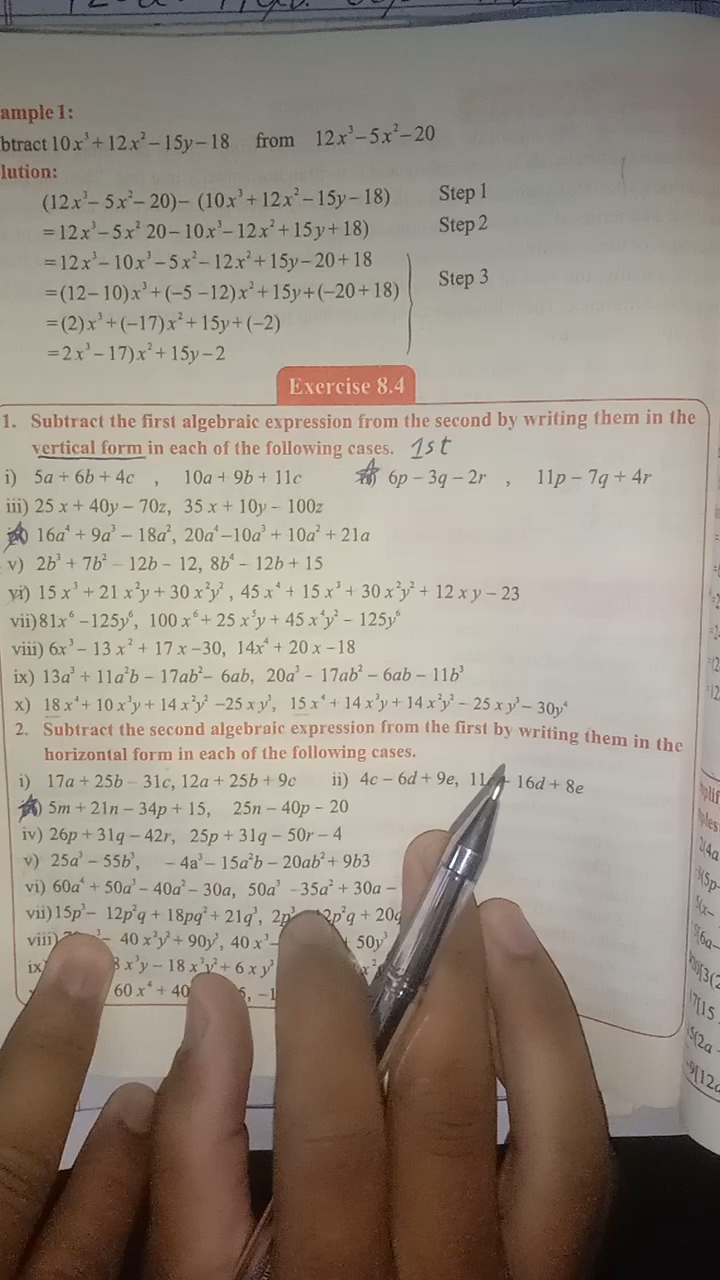 ample 1:
btract 10x³+12x²−15y−18 from 12x³−5x²−20
lution:
(12x³−5x²−20)−(10x³+12x²−15y−18) Step 1
=12x³−5x² 20−10x³−12x²+15y+18) Step 2
=12x³−10x³−5x²−12x²+15y−20+18
=(12−10)x³+(−5−12)x²+15y+(−20+18) Step 3
=(2)x³+(−17)x²+15y+(−2)
=2x³−17)x²+15y−2
Exercise 8.4
1. Subtract the first algebraic expression from the second by writing them in the
vertical form in each of the following cases. 1st
i) 5a + 6b + 4c , 10a + 9b + 11c 6p − 3q − 2r , 11p − 7q + 4r
iii) 25x + 40y − 70z, 35x + 10y − 100z
16a⁴ + 9a³ − 18a², 20a⁴−10a³ + 10a² + 21a
v) 2b³ + 7b² − 12b − 12, 8b⁴ − 12b + 15
vi) 15x³ + 21x²y + 30x²y², 45x⁴ + 15x³ + 30x²y² + 12xy − 23
vii) 81x⁶ −125y⁶, 100x⁶ + 25x⁵y + 45x⁴y² − 125y⁶
viii) 6x³ − 13x² + 17x −30, 14x⁴ + 20x −18
ix) 13a³ + 11a²b − 17ab² − 6ab, 20a³ − 17ab² − 6ab − 11b³
x) 18x⁴ + 10x³y + 14x²y² −25xy³, 15x⁴ + 14x³y + 14x²y² − 25xy³ − 30y⁴
2. Subtract the second algebraic expression from the first by writing them in the
horizontal form in each of the following cases.
i) 17a + 25b − 31c, 12a + 25b + 9c ii) 4c − 6d + 9e, 11 16d + 8e
5m + 21n − 34p + 15, 25n − 40p − 20
iv) 26p + 31q − 42r, 25p + 31q − 50r − 4
v) 25a³ − 55b³, − 4a³ − 15a²b − 20ab² + 9b3
vi) 60a⁴ + 50a³ − 40a² − 30a, 50a³ −35a² + 30a −
vii) 15p³ − 12p²q + 18pq² + 21q³, 2p³ 2p²q + 20
viii) − 40x²y² + 90y³, 40x³− 50y³
ix) x³y − 18x²y² + 6xy³
60x⁴ + 40